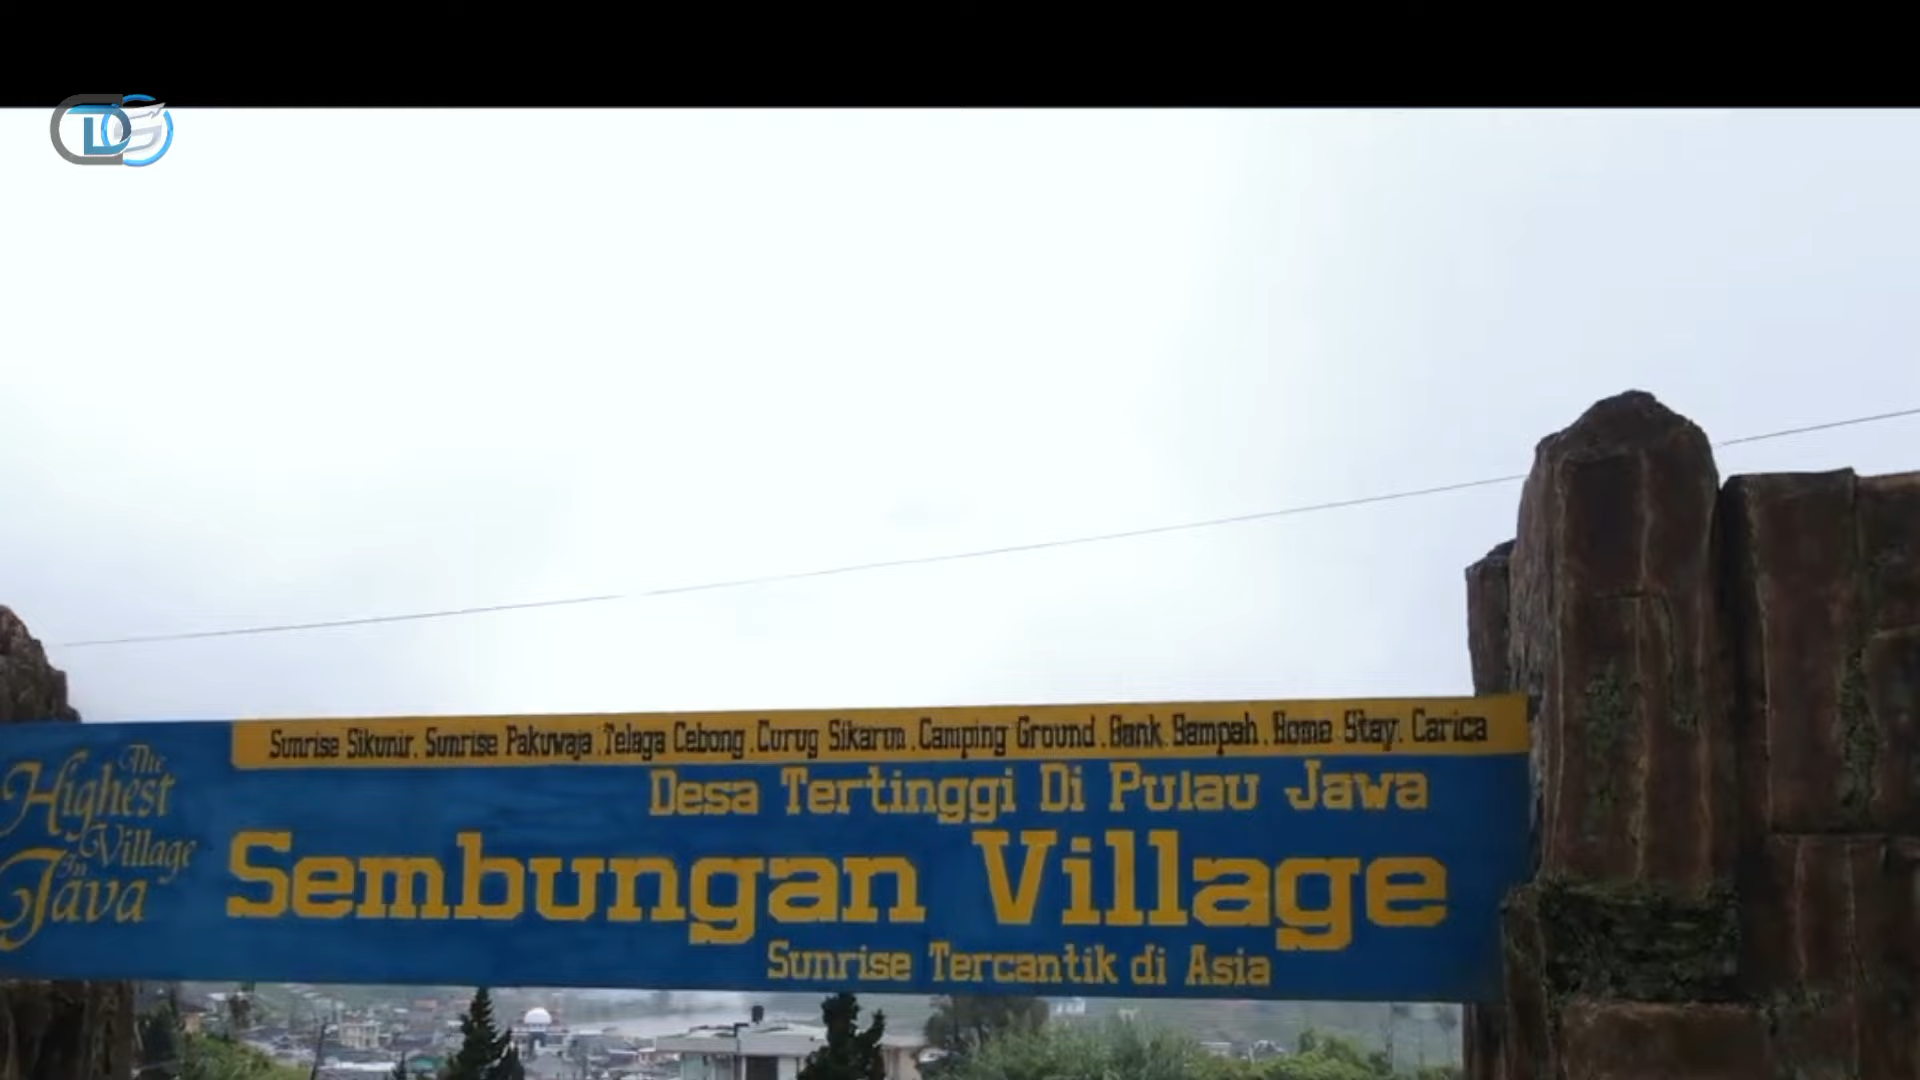 Sunrise Sikunir. Sunrise Pakuwaja. Telaga Cebong. Curug Sikarum. Camping Ground. Bank Sampah. Home Stay. Carica
The
Highest
Village
In
Java
Desa Tertinggi Di Pulau Jawa
Sembungan Village
Sunrise Tercantik di Asia